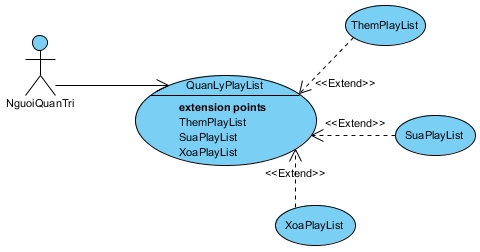 ThemPlayList
<<Extend>>
QuanLyPlayList
extension points
ThemPlayList
SuaPlayList
XoaPlayList
NguoiQuanTri
<<Extend>>
SuaPlayList
<<Extend>>
XoaPlayList